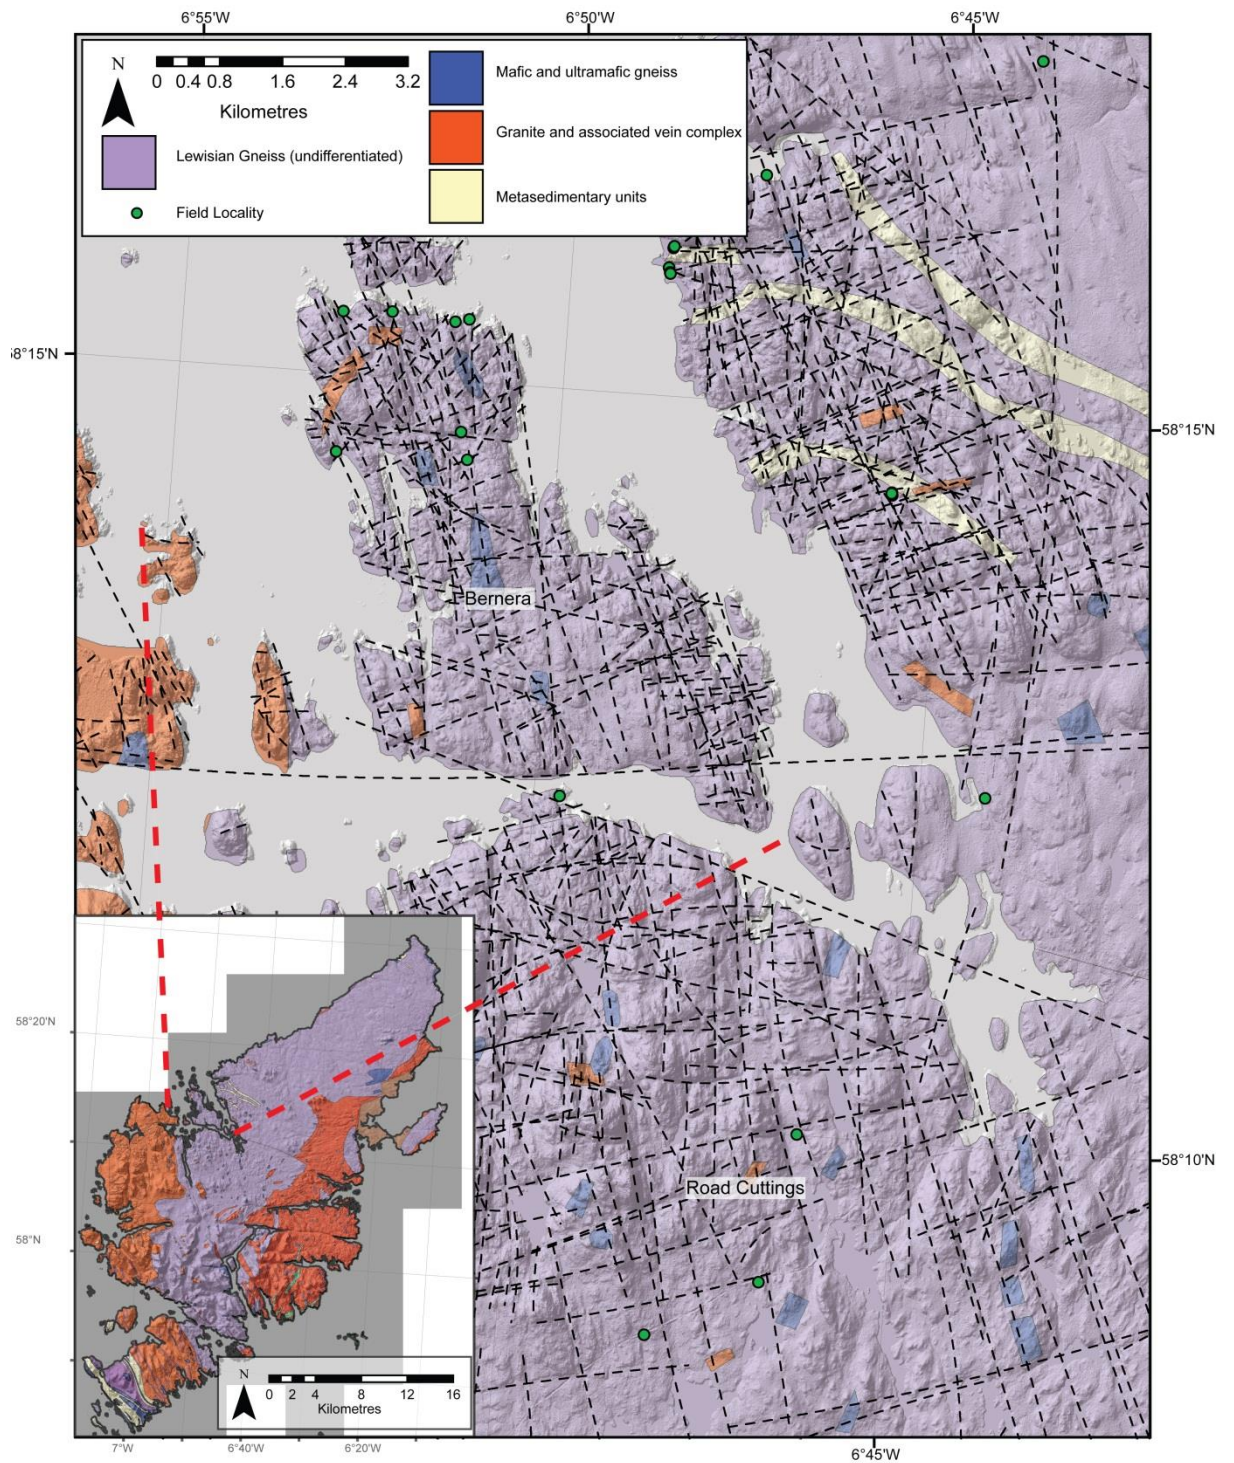 6°55'W
6°50'W
6°45'W
N
0 0.4 0.8 1.6 2.4 3.2
Kilometres
Lewisian Gneiss (undifferentiated)
Field Locality
Mafic and ultramafic gneiss
Granite and associated vein complex
Metasedimentary units
58°15'N
58°15'N
Bernera
58°20'N
58°10'N
Road Cuttings
58°N
N
0 2 4 8 12 16
Kilometres
7°W
6°40'W
6°20'W
6°45'W